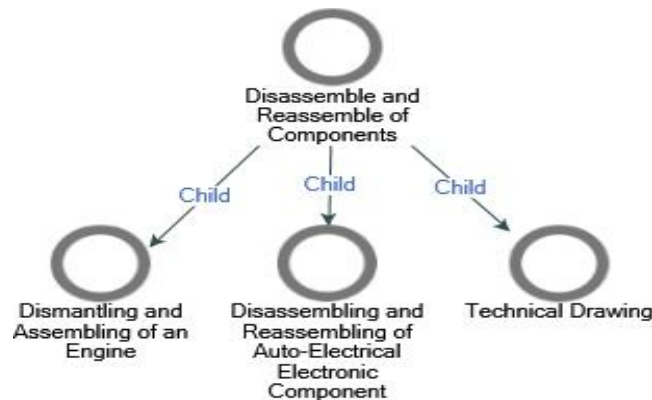 Disassemble and
Reassemble of
Components
Child
Child
Child
Dismantling and
Assembling of an
Engine
Disassembling and
Reassembling of
Auto-Electrical
Electronic
Component
Technical Drawing